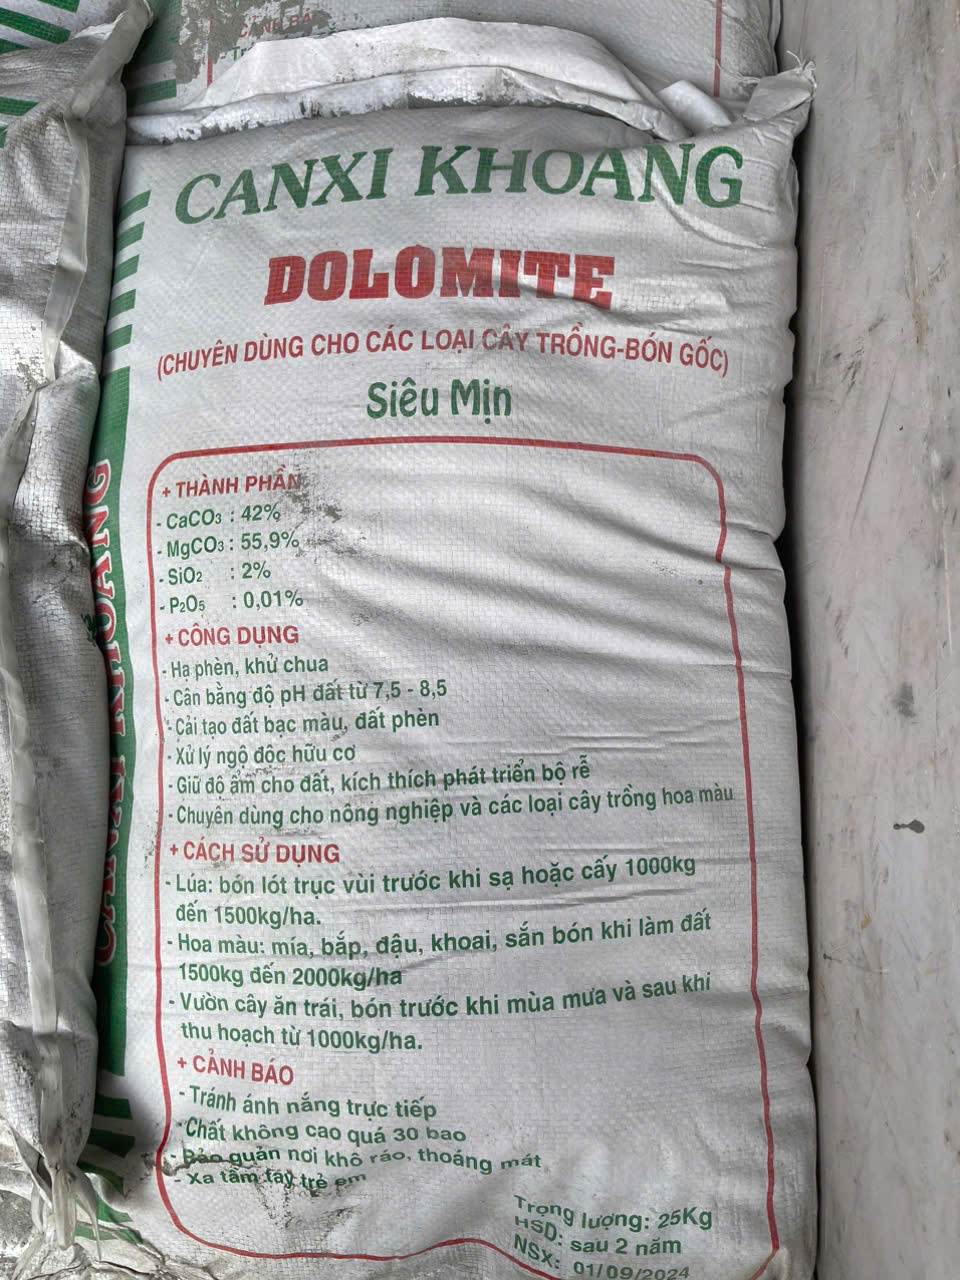 CANXI KHOANG
DOLOMITE
(CHUYÊN DÙNG CHO CÁC LOẠI CÂY TRỒNG-BÓN GỐC)
Siêu Mịn
+ THÀNH PHẦN
- CaCO₃ : 42%
- MgCO₃ : 55,9%
- SiO₂ : 2%
- P₂O₅ : 0,01%
+ CÔNG DỤNG
- Hạ phèn, khử chua
- Cân bằng độ pH đất từ 7,5 - 8,5
- Cải tạo đất bạc màu, đất phèn
- Xử lý ngộ độc hữu cơ
- Giữ độ ẩm cho đất, kích thích phát triển bộ rễ
- Chuyên dùng cho nông nghiệp và các loại cây trồng hoa màu
+ CÁCH SỬ DỤNG
- Lúa: bón lót trục vùi trước khi sạ hoặc cấy 1000kg
đến 1500kg/ha.
- Hoa màu: mía, bắp, đậu, khoai, sắn bón khi làm đất
1500kg đến 2000kg/ha
- Vườn cây ăn trái, bón trước khi mùa mưa và sau khi
thu hoạch từ 1000kg/ha.
+ CẢNH BÁO
- Tránh ánh nắng trực tiếp
- Chất không cao quá 30 bao
- Bảo quản nơi khô ráo, thoáng mát
- Xa tầm tay trẻ em
Trọng lượng: 25Kg
HSD: sau 2 năm
NSX: 01/09/2024
CANXI KHOANG